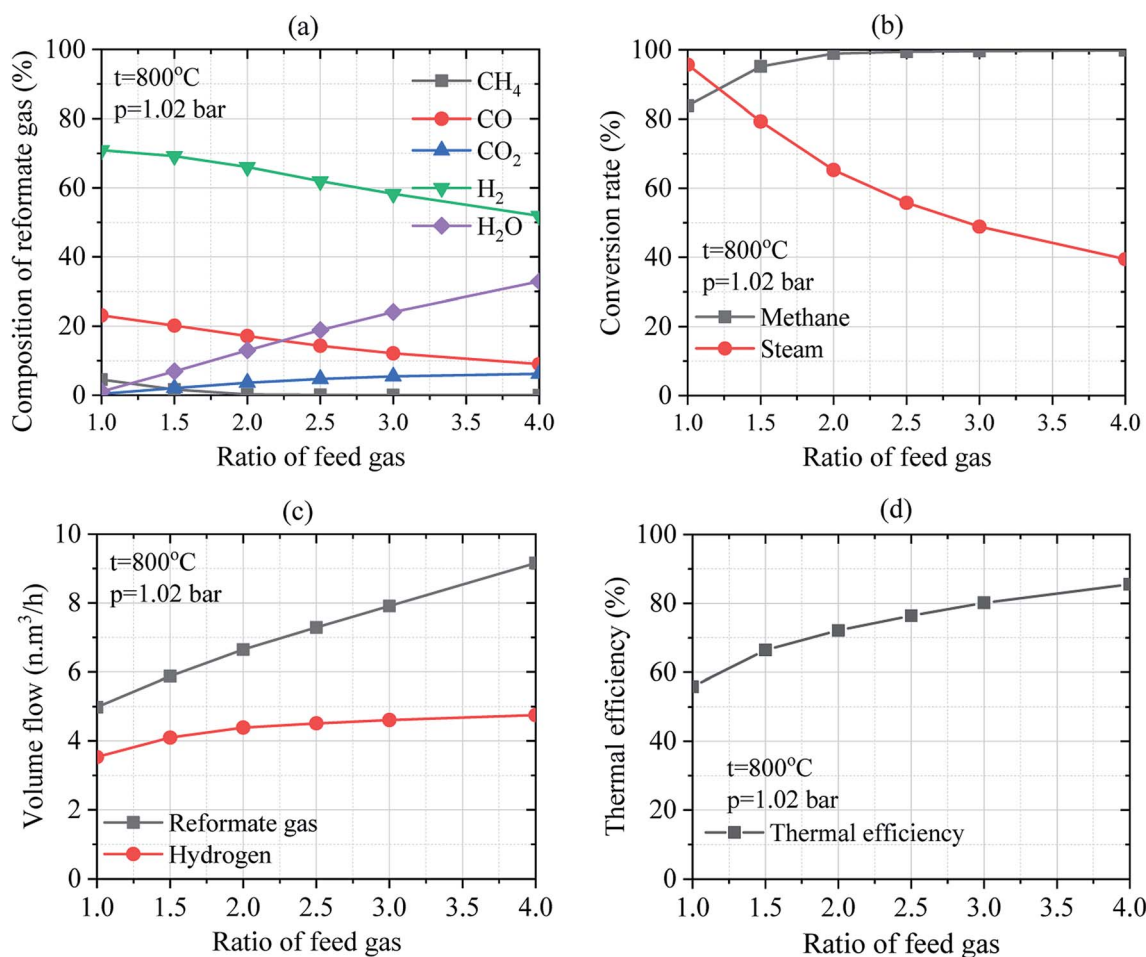 (a)
Composition of reformate gas (%)
100
80
60
40
20
0
t=800°C
p=1.02 bar
CH₄
CO
CO₂
H₂
H₂O
1.0 1.5 2.0 2.5 3.0 3.5 4.0
Ratio of feed gas
(b)
Conversion rate (%)
100
80
60
40
20
0
t=800°C
p=1.02 bar
Methane
Steam
1.0 1.5 2.0 2.5 3.0 3.5 4.0
Ratio of feed gas
(c)
Volume flow (n.m³/h)
10
8
6
4
2
0
t=800°C
p=1.02 bar
Reformate gas
Hydrogen
1.0 1.5 2.0 2.5 3.0 3.5 4.0
Ratio of feed gas
(d)
Thermal efficiency (%)
100
80
60
40
20
0
t=800°C
p=1.02 bar
Thermal efficiency
1.0 1.5 2.0 2.5 3.0 3.5 4.0
Ratio of feed gas